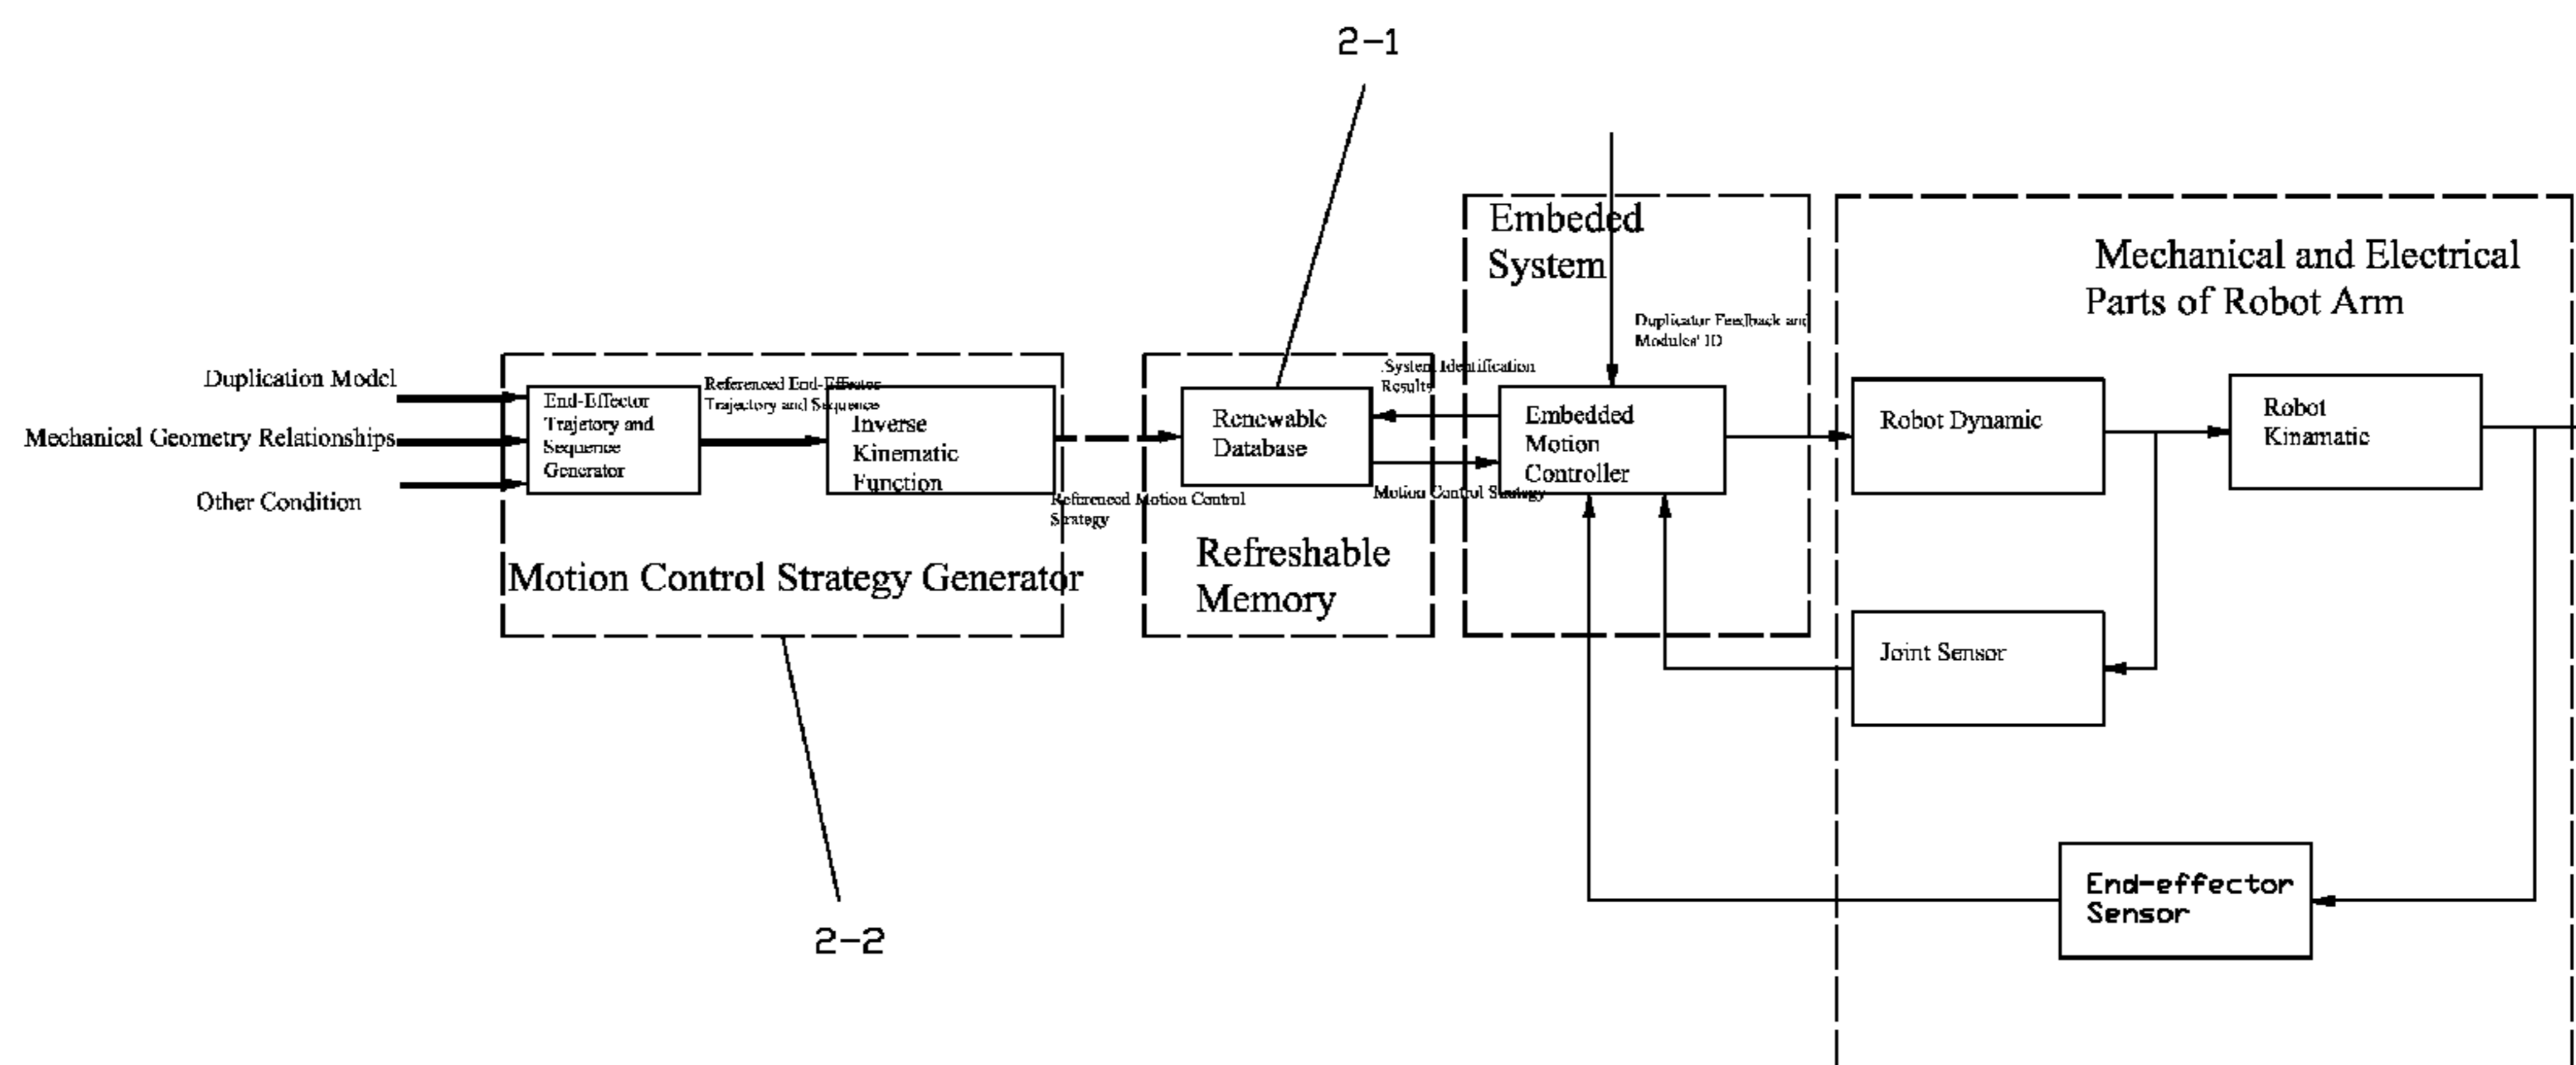 2-1
Embeded
System
Mechanical and Electrical
Parts of Robot Arm
Duplicator Feedback and
Modules' ID
Duplication Model
Mechanical Geometry Relationships
Other Condition
End-Effector
Trajetory and
Sequence
Generator
Referenced End-Effector
Trajectory and Sequence
Inverse
Kinematic
Function
Referenced Motion Control
Strategy
Motion Control Strategy Generator
Renewable
Database
.System Identification
Results
Motion Control Strategy
Refreshable
Memory
Embedded
Motion
Controller
Robot Dynamic
Robot
Kinamatic
Joint Sensor
End-effector
Sensor
2-2